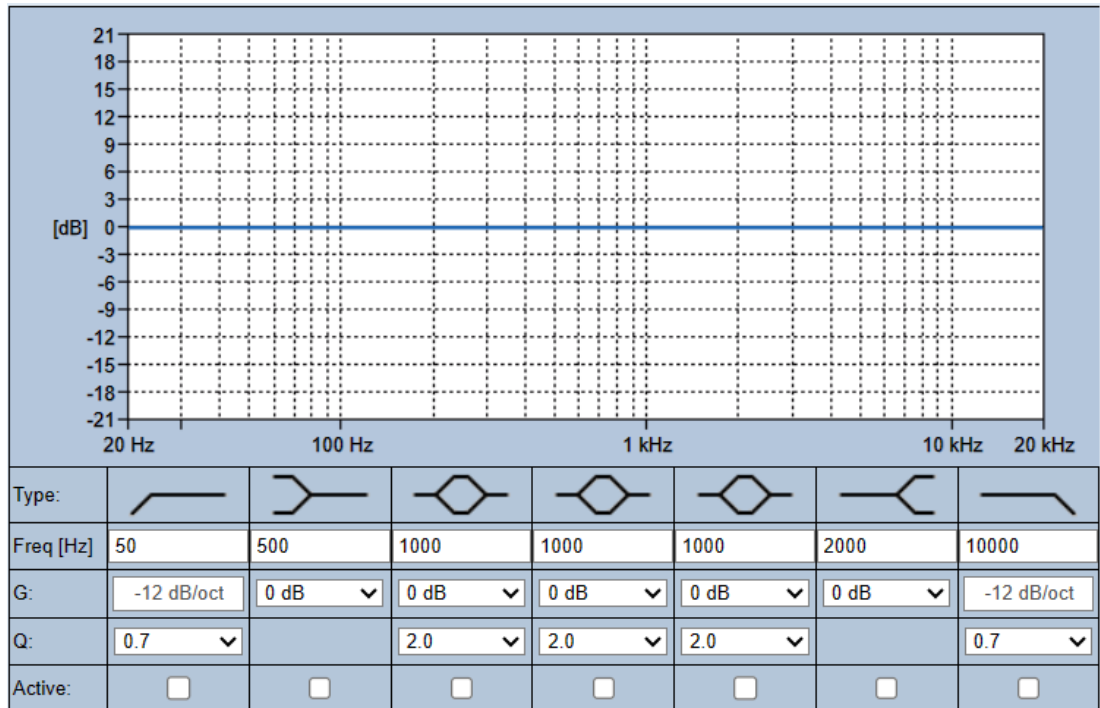 21
18
15
12
9
6
3
[dB] 0
-3
-6
-9
-12
-15
-18
-21
20 Hz 100 Hz 1 kHz 10 kHz 20 kHz
Type:
Freq [Hz] 50 500 1000 1000 1000 2000 10000
G: -12 dB/oct 0 dB 0 dB 0 dB 0 dB 0 dB -12 dB/oct
Q: 0.7 2.0 2.0 2.0 0.7
Active: